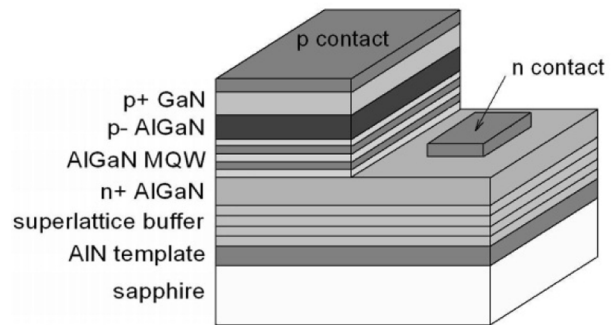 p contact
n contact
p+ GaN
p- AlGaN
AlGaN MQW
n+ AlGaN
superlattice buffer
AlN template
sapphire